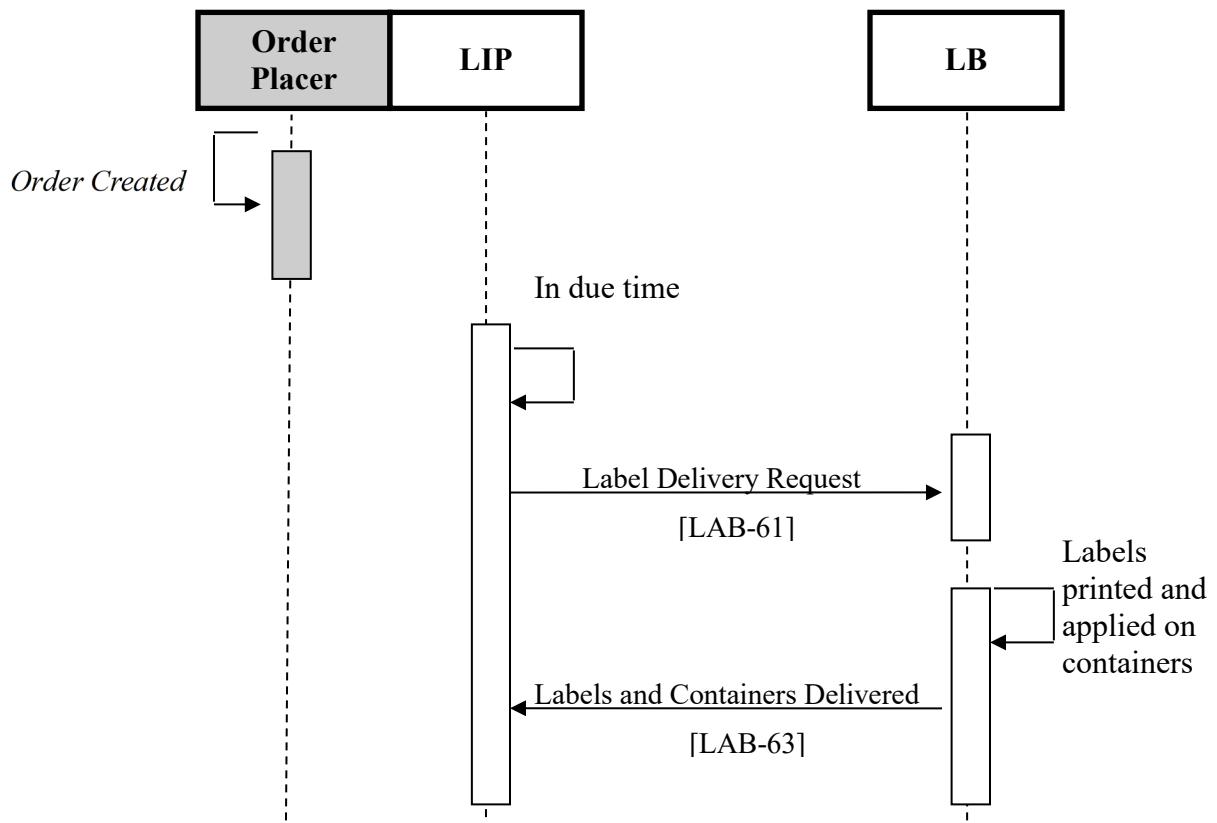 Order
Placer
LIP
LB
Order Created
In due time
Label Delivery Request
[LAB-61]
Labels
printed and
applied on
containers
Labels and Containers Delivered
[LAB-63]